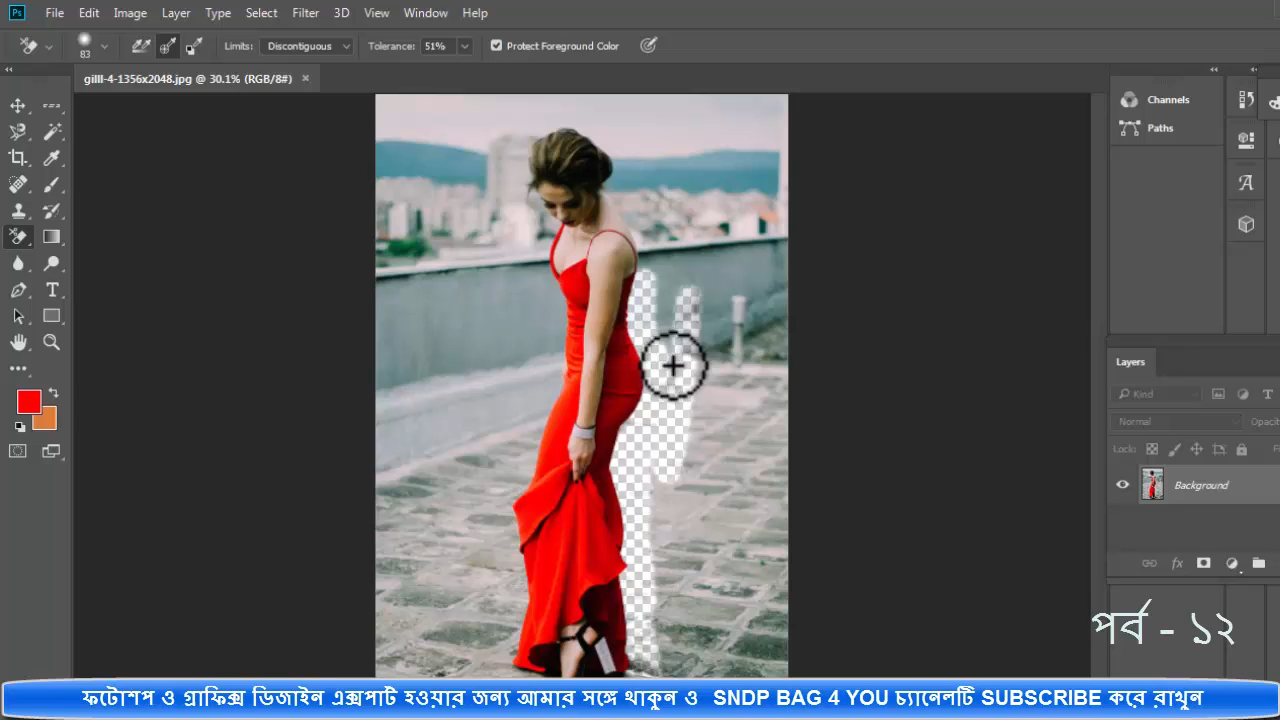 Ps File Edit Image Layer Type Select Filter 3D View Window Help
83 Limits: Discontiguous Tolerance: 51% Protect Foreground Color
gilll-4-1356x2048.jpg @ 30.1% (RGB/8#) ×
Channels
Paths
Layers
Kind
Normal Opaci
Lock:
Background
পর্ব - ১২
ফটোশপ ও গ্রাফিক্স ডিজাইন এক্সপার্ট হওয়ার জন্য আমার সঙ্গে থাকুন ও SNDP BAG 4 YOU চ্যানেলটি SUBSCRIBE করে রাখুন